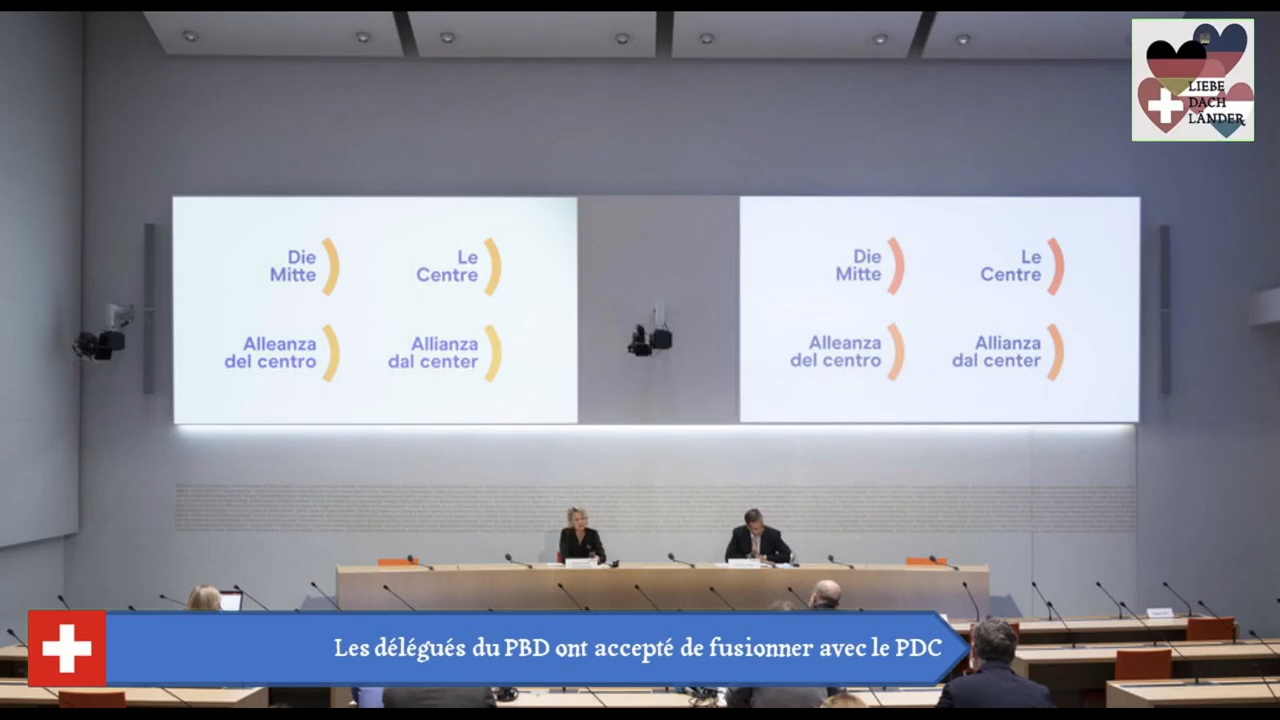 LIEBE
DACH
LÄNDER
Die
Mitte
Le
Centre
Alleanza
del centro
Allianza
dal center
Die
Mitte
Le
Centre
Alleanza
del centro
Allianza
dal center
Les délégués du PBD ont accepté de fusionner avec le PDC